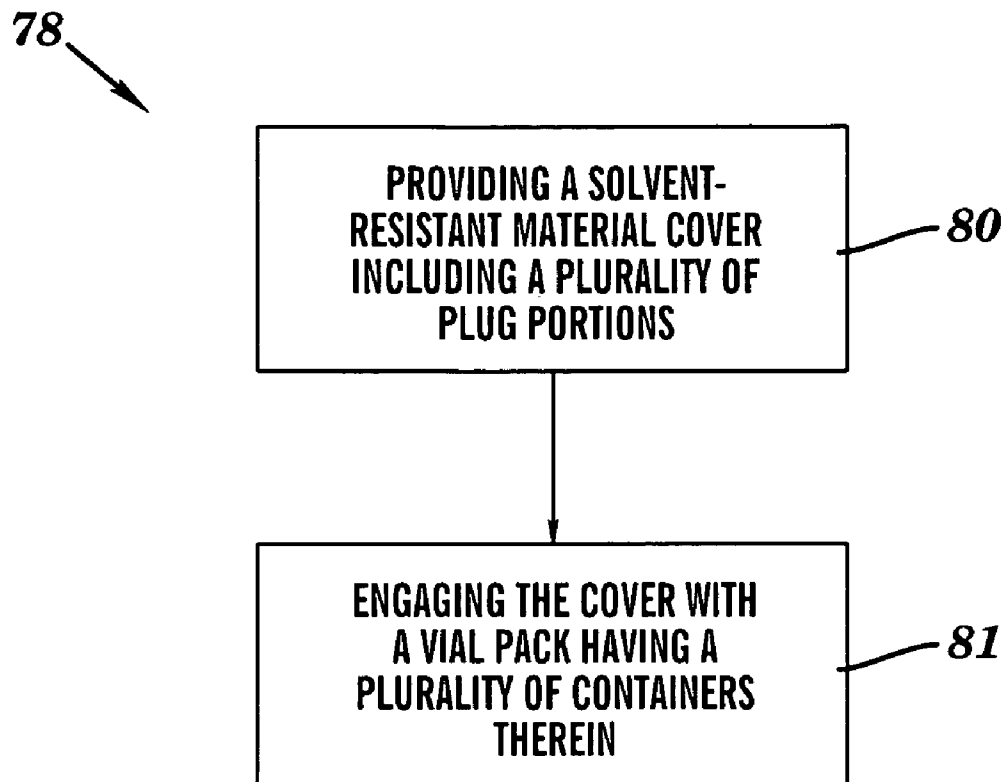 78
PROVIDING A SOLVENT-
RESISTANT MATERIAL COVER
INCLUDING A PLURALITY OF
PLUG PORTIONS
80
ENGAGING THE COVER WITH
A VIAL PACK HAVING A
PLURALITY OF CONTAINERS
THEREIN
81